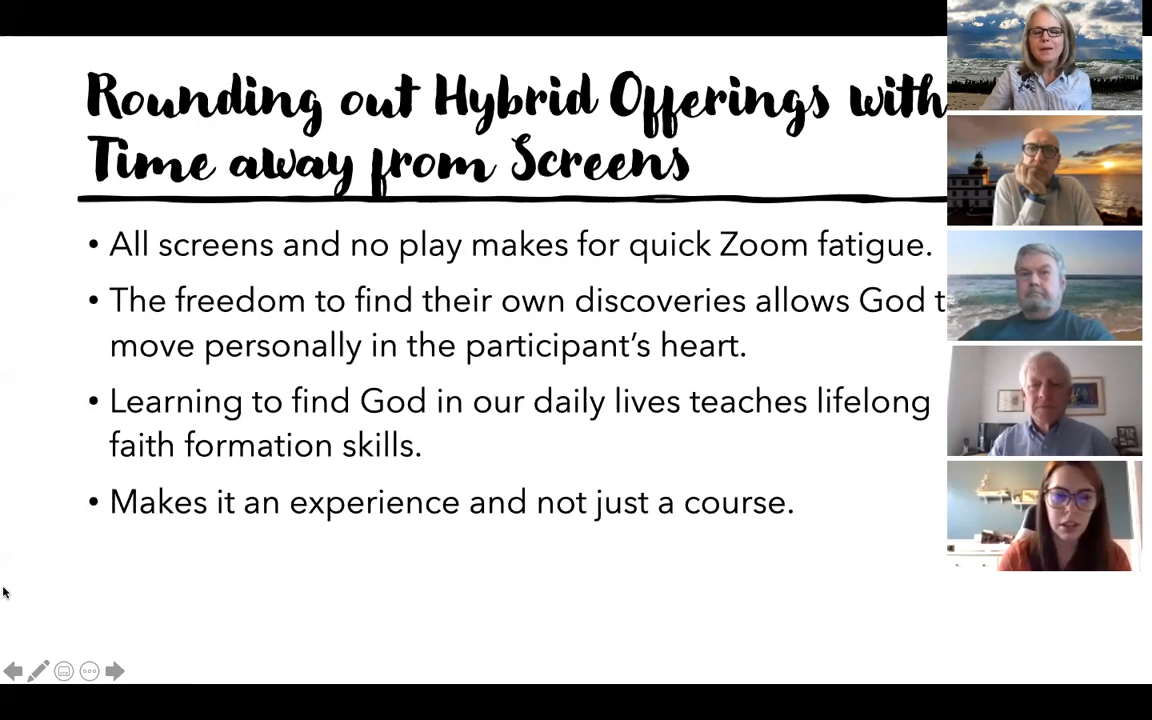 Rounding out Hybrid Offerings with
Time away from Screens
• All screens and no play makes for quick Zoom fatigue.
• The freedom to find their own discoveries allows God t
move personally in the participant’s heart.
• Learning to find God in our daily lives teaches lifelong
faith formation skills.
• Makes it an experience and not just a course.